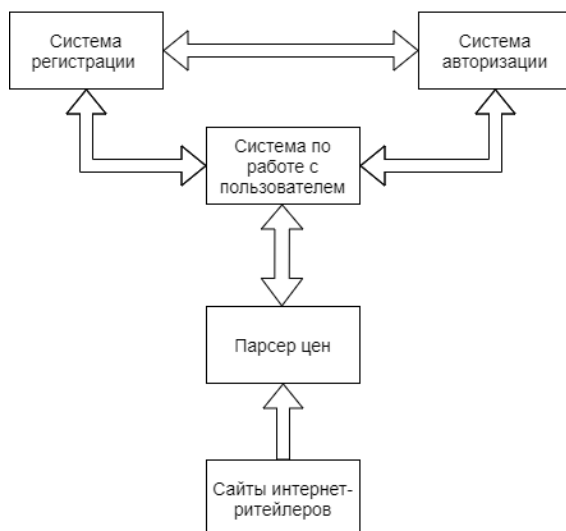 Система
регистрации
Система
авторизации
Система по
работе с
пользователем
Парсер цен
Сайты интернет-
ритейлеров